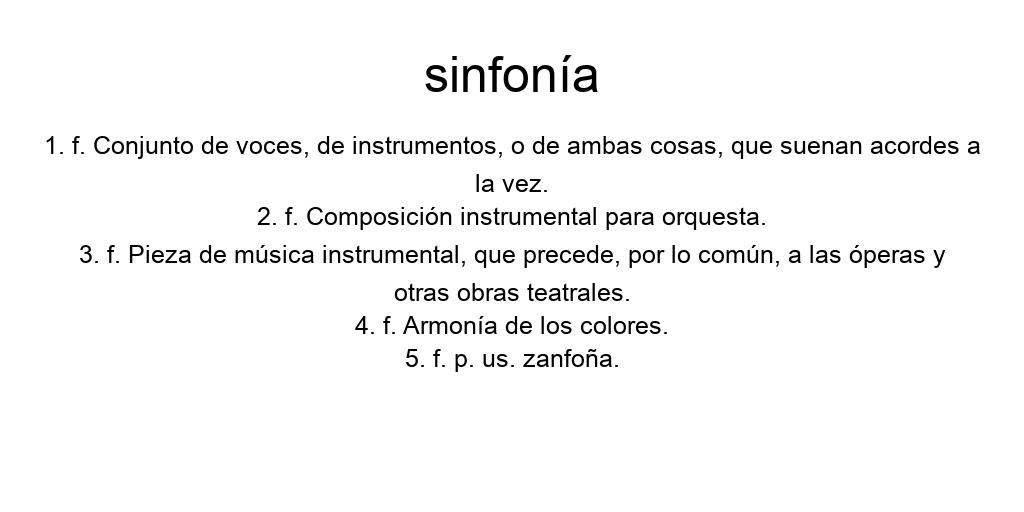 sinfonía
1. f. Conjunto de voces, de instrumentos, o de ambas cosas, que suenan acordes a
la vez.
2. f. Composición instrumental para orquesta.
3. f. Pieza de música instrumental, que precede, por lo común, a las óperas y
otras obras teatrales.
4. f. Armonía de los colores.
5. f. p. us. zanfoña.